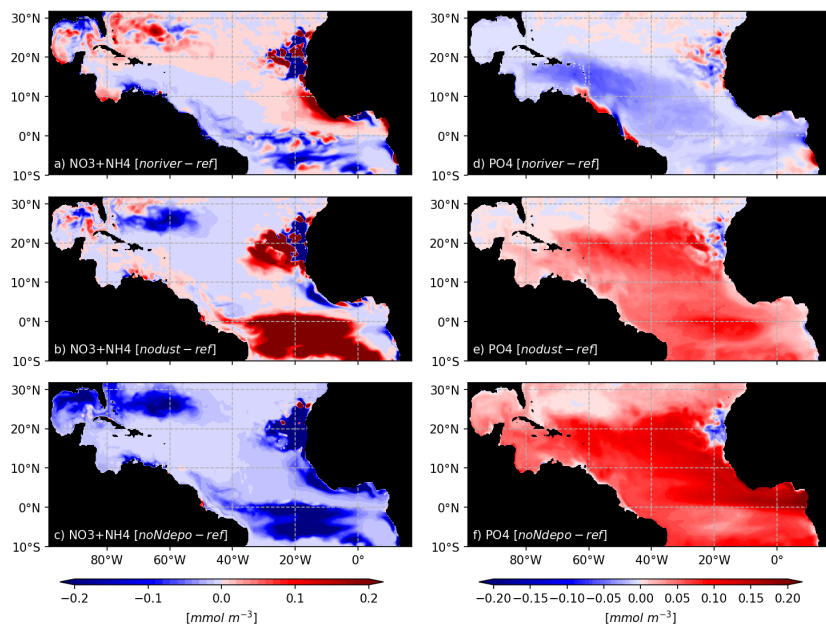 30°N
20°N
10°N
0°N
10°S
a) NO3+NH4 [noriver−ref]
d) PO4 [noriver−ref]
30°N
20°N
10°N
0°N
10°S
30°N
20°N
10°N
0°N
10°S
b) NO3+NH4 [nodust−ref]
e) PO4 [nodust−ref]
30°N
20°N
10°N
0°N
10°S
30°N
20°N
10°N
0°N
10°S
c) NO3+NH4 [noNdepo−ref]
f) PO4 [noNdepo−ref]
30°N
20°N
10°N
0°N
10°S
80°W 60°W 40°W 20°W 0°
80°W 60°W 40°W 20°W 0°
−0.2 −0.1 0.0 0.1 0.2
−0.20 −0.15 −0.10 −0.05 0.00 0.05 0.10 0.15 0.20
[mmol m−3]
[mmol m−3]